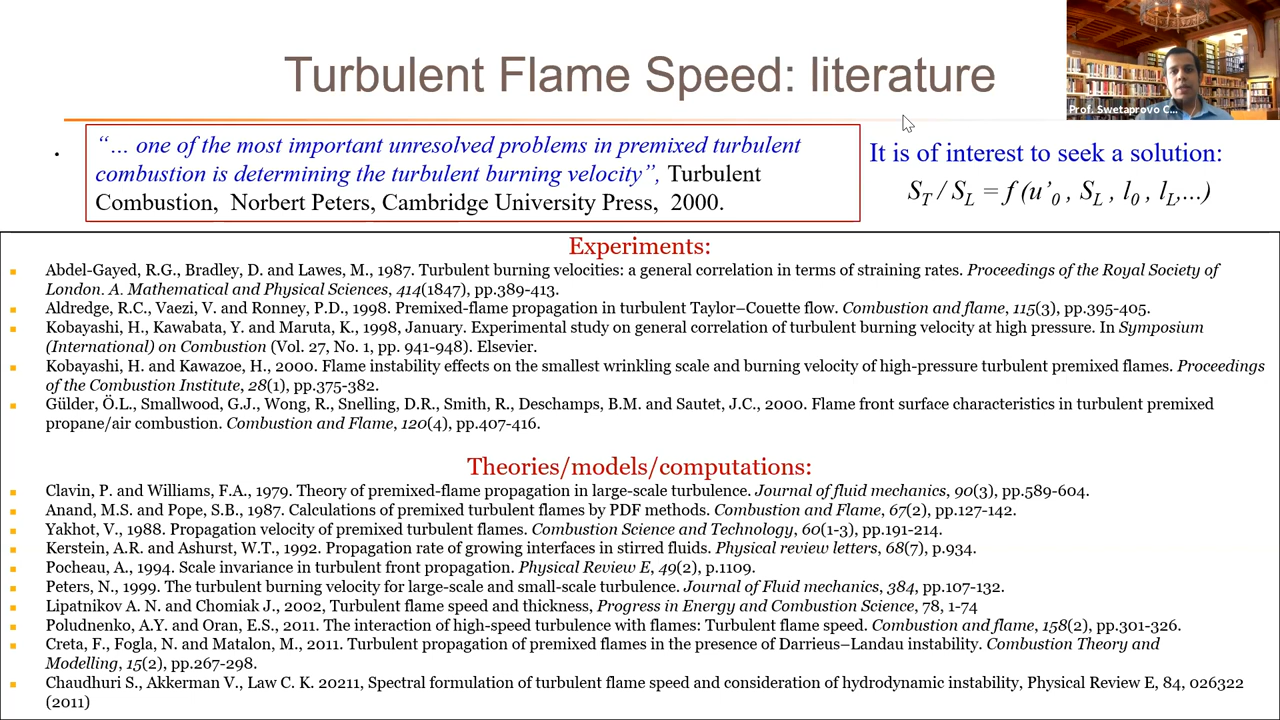 Turbulent Flame Speed: literature
Prof. Swetaprovo C...
“… one of the most important unresolved problems in premixed turbulent
combustion is determining the turbulent burning velocity”, Turbulent
Combustion, Norbert Peters, Cambridge University Press, 2000.
It is of interest to seek a solution:
S_T / S_L = f (u’_0 , S_L , l_0 , l_L,...)
Experiments:
Abdel-Gayed, R.G., Bradley, D. and Lawes, M., 1987. Turbulent burning velocities: a general correlation in terms of straining rates. Proceedings of the Royal Society of
London. A. Mathematical and Physical Sciences, 414(1847), pp.389-413.
Aldredge, R.C., Vaezi, V. and Ronney, P.D., 1998. Premixed-flame propagation in turbulent Taylor–Couette flow. Combustion and flame, 115(3), pp.395-405.
Kobayashi, H., Kawabata, Y. and Maruta, K., 1998, January. Experimental study on general correlation of turbulent burning velocity at high pressure. In Symposium
(International) on Combustion (Vol. 27, No. 1, pp. 941-948). Elsevier.
Kobayashi, H. and Kawazoe, H., 2000. Flame instability effects on the smallest wrinkling scale and burning velocity of high-pressure turbulent premixed flames. Proceedings
of the Combustion Institute, 28(1), pp.375-382.
Gülder, Ö.L., Smallwood, G.J., Wong, R., Snelling, D.R., Smith, R., Deschamps, B.M. and Sautet, J.C., 2000. Flame front surface characteristics in turbulent premixed
propane/air combustion. Combustion and Flame, 120(4), pp.407-416.
Theories/models/computations:
Clavin, P. and Williams, F.A., 1979. Theory of premixed-flame propagation in large-scale turbulence. Journal of fluid mechanics, 90(3), pp.589-604.
Anand, M.S. and Pope, S.B., 1987. Calculations of premixed turbulent flames by PDF methods. Combustion and Flame, 67(2), pp.127-142.
Yakhot, V., 1988. Propagation velocity of premixed turbulent flames. Combustion Science and Technology, 60(1-3), pp.191-214.
Kerstein, A.R. and Ashurst, W.T., 1992. Propagation rate of growing interfaces in stirred fluids. Physical review letters, 68(7), p.934.
Pocheau, A., 1994. Scale invariance in turbulent front propagation. Physical Review E, 49(2), p.1109.
Peters, N., 1999. The turbulent burning velocity for large-scale and small-scale turbulence. Journal of Fluid mechanics, 384, pp.107-132.
Lipatnikov A. N. and Chomiak J., 2002, Turbulent flame speed and thickness, Progress in Energy and Combustion Science, 78, 1-74
Poludnenko, A.Y. and Oran, E.S., 2011. The interaction of high-speed turbulence with flames: Turbulent flame speed. Combustion and flame, 158(2), pp.301-326.
Creta, F., Fogla, N. and Matalon, M., 2011. Turbulent propagation of premixed flames in the presence of Darrieus–Landau instability. Combustion Theory and
Modelling, 15(2), pp.267-298.
Chaudhuri S., Akkerman V., Law C. K. 20211, Spectral formulation of turbulent flame speed and consideration of hydrodynamic instability, Physical Review E, 84, 026322
(2011)